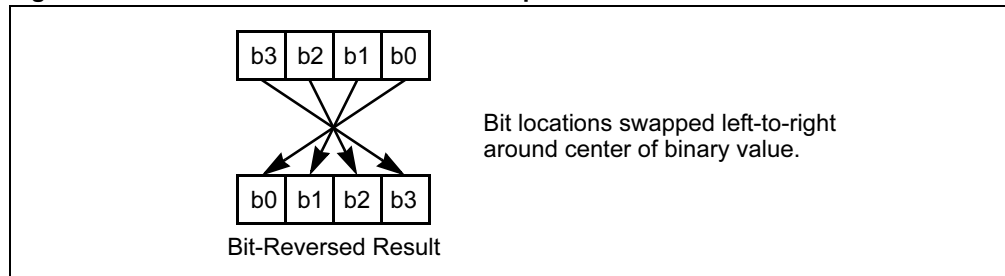 b3 b2 b1 b0
Bit locations swapped left-to-right
around center of binary value.
b0 b1 b2 b3
Bit-Reversed Result